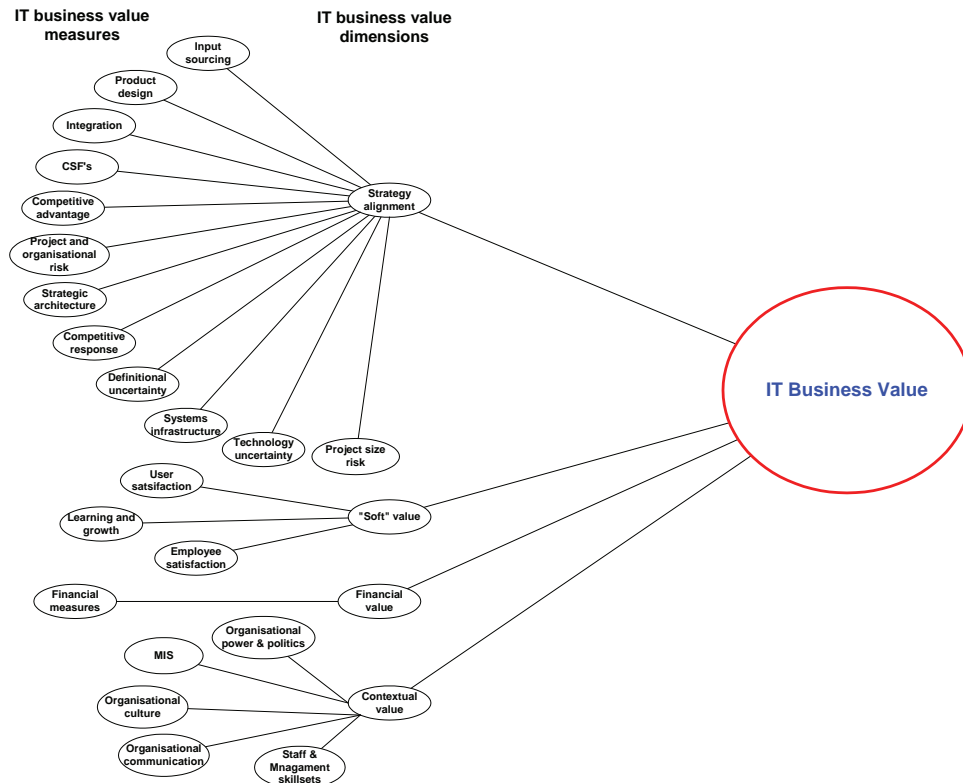 IT business value
measures
IT business value
dimensions
Input
sourcing
Product
design
Integration
CSF's
Competitive
advantage
Project and
organisational
risk
Strategic
architecture
Competitive
response
Definitional
uncertainty
Systems
infrastructure
Technology
uncertainty
Project size
risk
Strategy
alignment
IT Business Value
User
satsifaction
Learning and
growth
Employee
satisfaction
"Soft" value
Financial
measures
Financial
value
Organisational
power & politics
MIS
Organisational
culture
Organisational
communication
Staff &
Mnagament
skillsets
Contextual
value